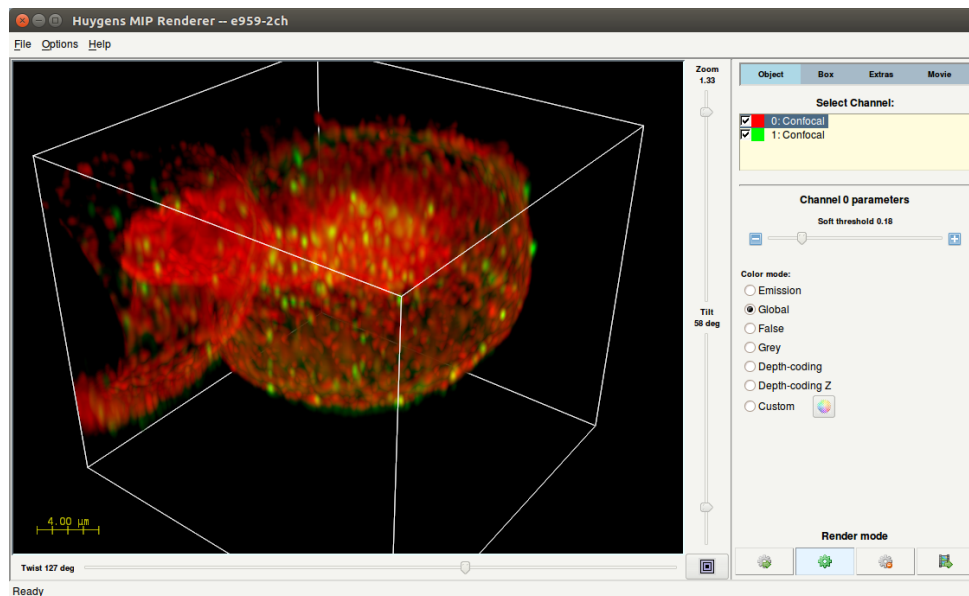 Huygens MIP Renderer -- e959-2ch
File Options Help
Zoom
1.33
Object Box Extras Movie
Select Channel:
0: Confocal
1: Confocal
Channel 0 parameters
Soft threshold 0.18
Color mode:
Emission
Global
False
Grey
Depth-coding
Depth-coding Z
Custom
Tilt
58 deg
4.00 μm
Render mode
Twist 127 deg
Ready